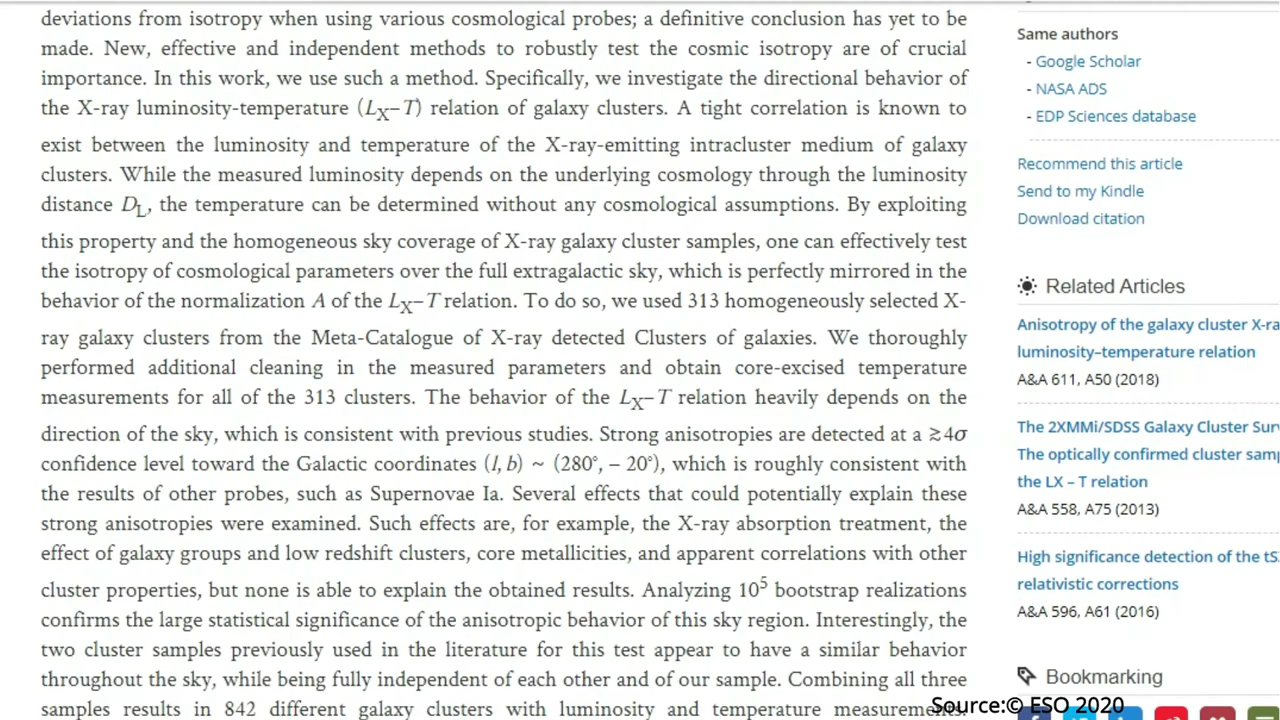 deviations from isotropy when using various cosmological probes; a definitive conclusion has yet to be
made. New, effective and independent methods to robustly test the cosmic isotropy are of crucial
importance. In this work, we use such a method. Specifically, we investigate the directional behavior of
the X-ray luminosity-temperature (LX–T) relation of galaxy clusters. A tight correlation is known to
exist between the luminosity and temperature of the X-ray-emitting intracluster medium of galaxy
clusters. While the measured luminosity depends on the underlying cosmology through the luminosity
distance DL, the temperature can be determined without any cosmological assumptions. By exploiting
this property and the homogeneous sky coverage of X-ray galaxy cluster samples, one can effectively test
the isotropy of cosmological parameters over the full extragalactic sky, which is perfectly mirrored in the
behavior of the normalization A of the LX–T relation. To do so, we used 313 homogeneously selected X-
ray galaxy clusters from the Meta-Catalogue of X-ray detected Clusters of galaxies. We thoroughly
performed additional cleaning in the measured parameters and obtain core-excised temperature
measurements for all of the 313 clusters. The behavior of the LX–T relation heavily depends on the
direction of the sky, which is consistent with previous studies. Strong anisotropies are detected at a ≳4σ
confidence level toward the Galactic coordinates (l, b) ~ (280°, – 20°), which is roughly consistent with
the results of other probes, such as Supernovae Ia. Several effects that could potentially explain these
strong anisotropies were examined. Such effects are, for example, the X-ray absorption treatment, the
effect of galaxy groups and low redshift clusters, core metallicities, and apparent correlations with other
cluster properties, but none is able to explain the obtained results. Analyzing 10⁵ bootstrap realizations
confirms the large statistical significance of the anisotropic behavior of this sky region. Interestingly, the
two cluster samples previously used in the literature for this test appear to have a similar behavior
throughout the sky, while being fully independent of each other and of our sample. Combining all three
samples results in 842 different galaxy clusters with luminosity and temperature measurements.
Same authors
- Google Scholar
- NASA ADS
- EDP Sciences database
Recommend this article
Send to my Kindle
Download citation
Related Articles
Anisotropy of the galaxy cluster X-ra
luminosity–temperature relation
A&A 611, A50 (2018)
The 2XMMi/SDSS Galaxy Cluster Surv
The optically confirmed cluster samp
the LX – T relation
A&A 558, A75 (2013)
High significance detection of the tS
relativistic corrections
A&A 596, A61 (2016)
Bookmarking
Source:© ESO 2020